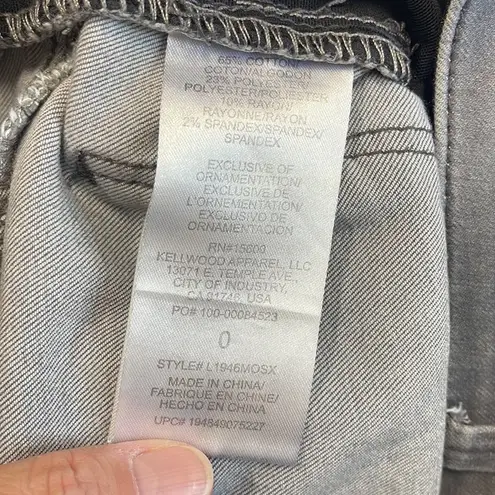 65% COTTON/
COTON/ALGODON
23% POLYESTER/
POLYESTER/POLIESTER
10% RAYON/
RAYONNE/RAYON
2% SPANDEX/SPANDEX/
SPANDEX
EXCLUSIVE OF
ORNAMENTATION/
EXCLUSIF DE
L'ORNEMENTATION/
EXCLUSIVO DE
ORNAMENTACION
RN#15800
KELLWOOD APPAREL, LLC
13071 E. TEMPLE AVE.,
CITY OF INDUSTRY,
CA 91746, USA
PO# 100-00084523
0
STYLE# L1946MOSX
MADE IN CHINA/
FABRIQUE EN CHINE/
HECHO EN CHINA
UPC# 194849075227